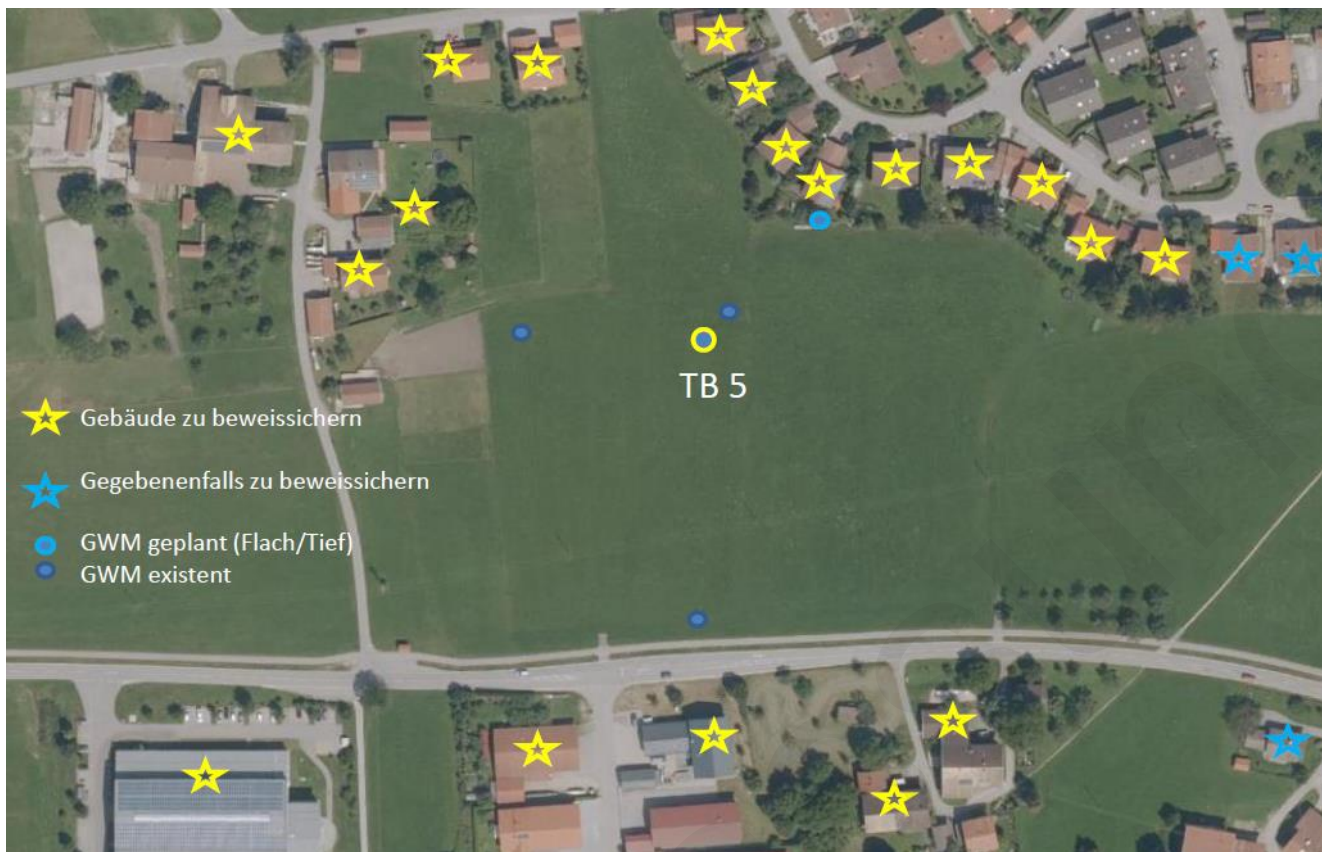 TB 5
Gebäude zu beweissichern
Gegebenenfalls zu beweissichern
GWM geplant (Flach/Tief)
GWM existent